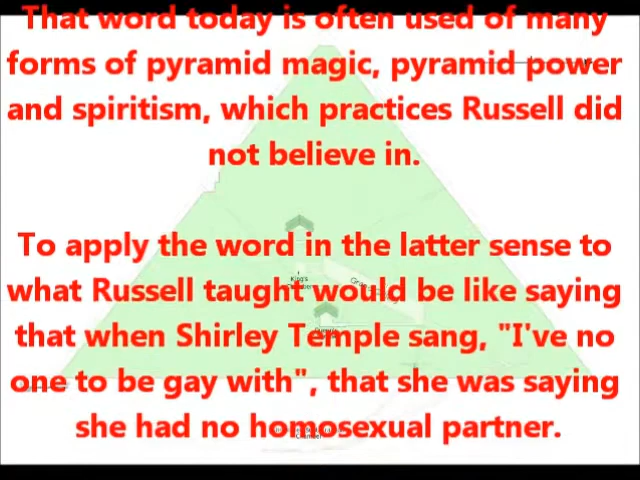 That word today is often used of many
forms of pyramid magic, pyramid power
and spiritism, which practices Russell did
not believe in.
To apply the word in the latter sense to
what Russell taught would be like saying
that when Shirley Temple sang, "I've no
one to be gay with", that she was saying
she had no homosexual partner.
King's